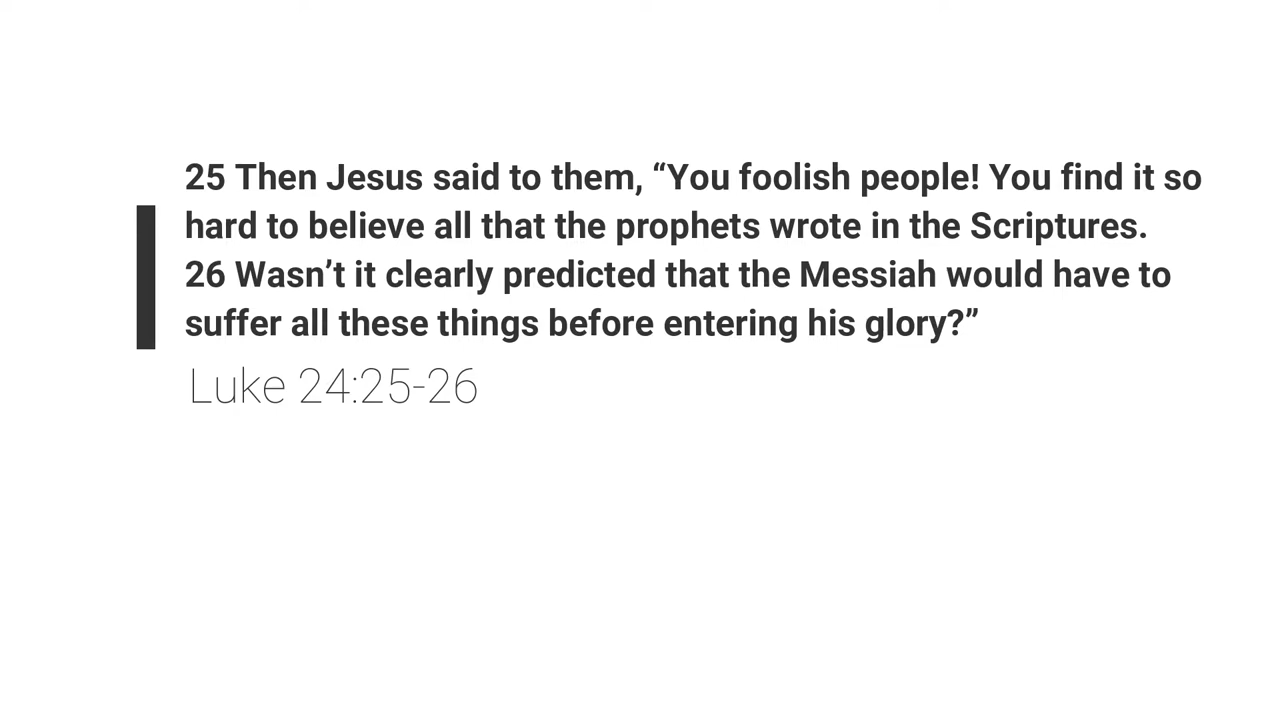 25 Then Jesus said to them, “You foolish people! You find it so
hard to believe all that the prophets wrote in the Scriptures.
26 Wasn’t it clearly predicted that the Messiah would have to
suffer all these things before entering his glory?”
Luke 24:25-26